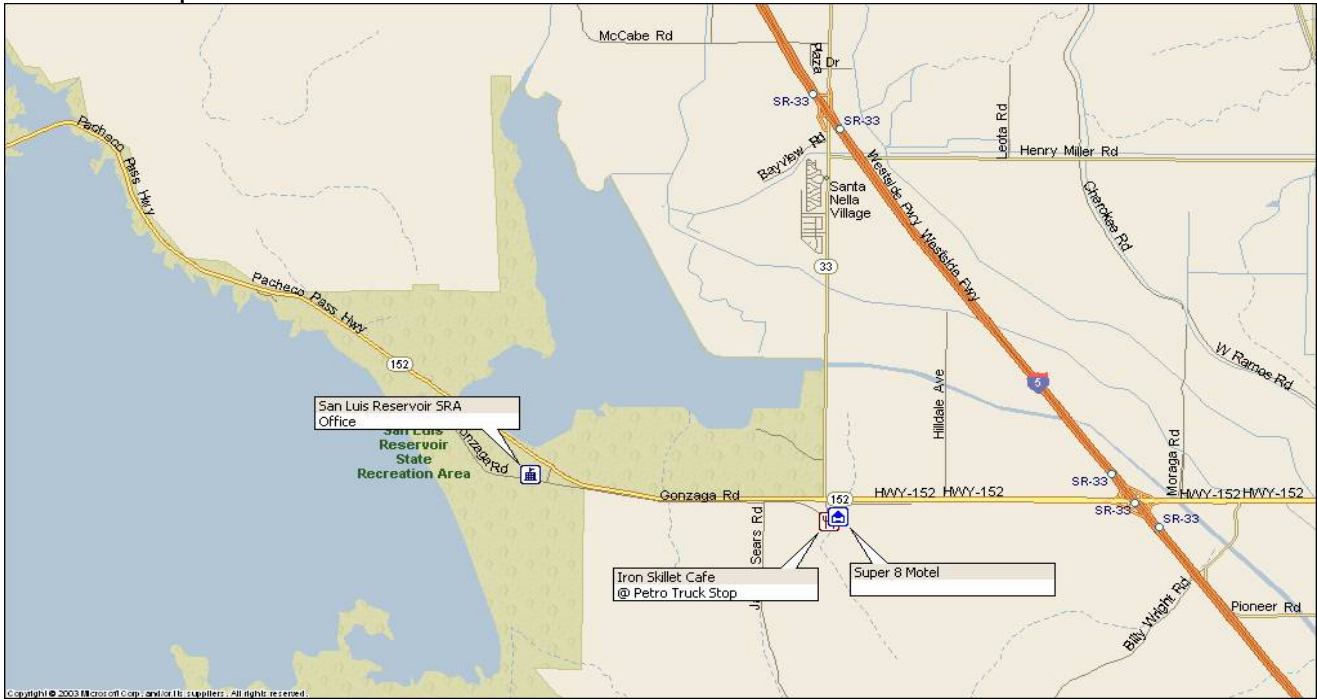 McCabe Rd
Plaza
Dr
SR-33
SR-33
Leota Rd
Henry Miller Rd
Bayview Rd
Pacheco
Pass Hwy
Westside Fwy Westside Fwy
Santa
Nella
Village
Cherokee Rd
33
Pacheco Pass Hwy
152
W Ramos Rd
5
Hilldale Ave
San Luis Reservoir SRA
Office
San Luis
Reservoir
State
Recreation Area
Gonzaga Rd
Moraga Rd
SR-33
Gonzaga Rd
152
HWY-152 HWY-152
HWY-152 HWY-152
SR-33
SR-33
Sears Rd
Iron Skillet Cafe
@ Petro Truck Stop
Super 8 Motel
Billy Wright Rd
Pioneer Rd
Copyright © 2003 Microsoft Corp. and/or its suppliers. All rights reserved.